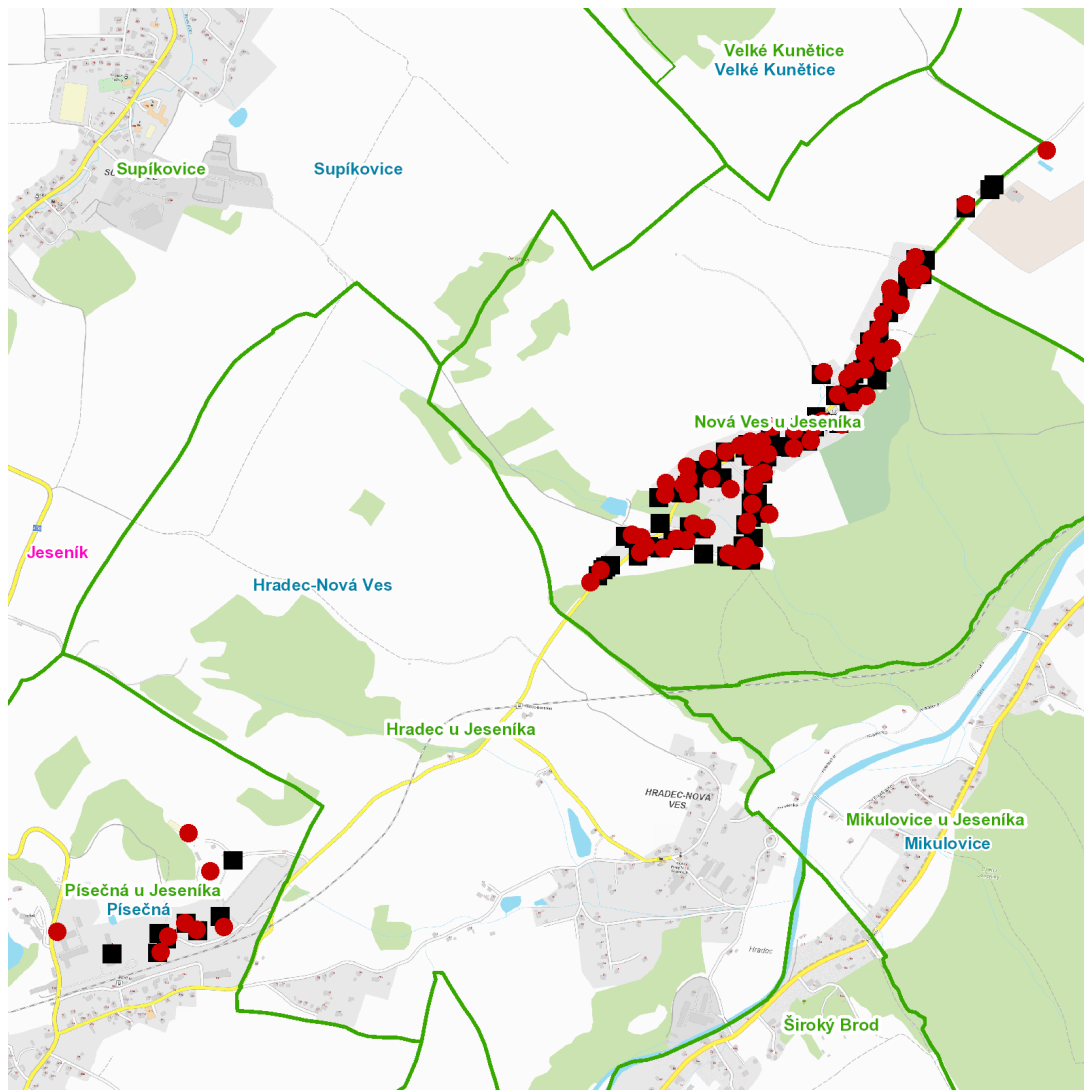 Velké Kunětice
Velké Kunětice
Supíkovice
Supíkovice
Nová Ves u Jeseníka
Jeseník
Hradec-Nová Ves
Hradec u Jeseníka
HRADEC-NOVÁ
VES
Mikulovice u Jeseníka
Mikulovice
Písečná u Jeseníka
Písečná
Hradec
Široký Brod